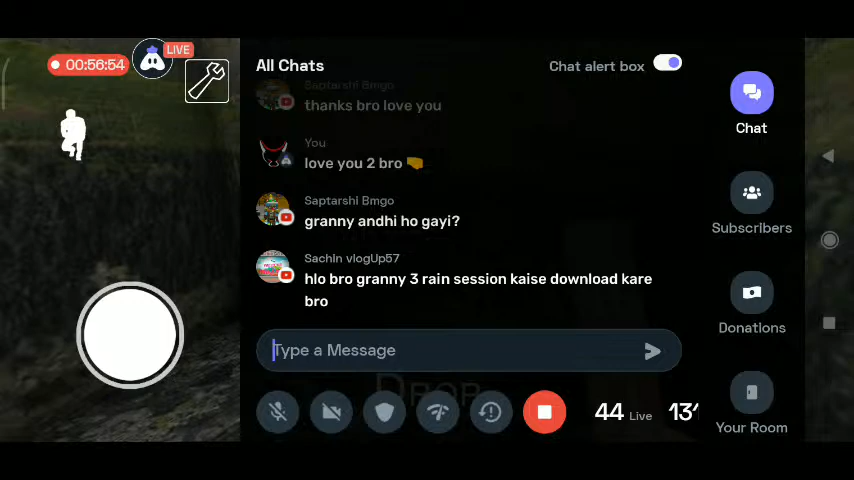 00:56:54
LIVE
All Chats
Chat alert box
Saptarshi Bmgo
thanks bro love you
You
love you 2 bro 🤜
Saptarshi Bmgo
granny andhi ho gayi?
Sachin vlogUp57
hlo bro granny 3 rain session kaise download kare
bro
Type a Message
DROP
44 Live
13
Chat
Subscribers
Donations
Your Room